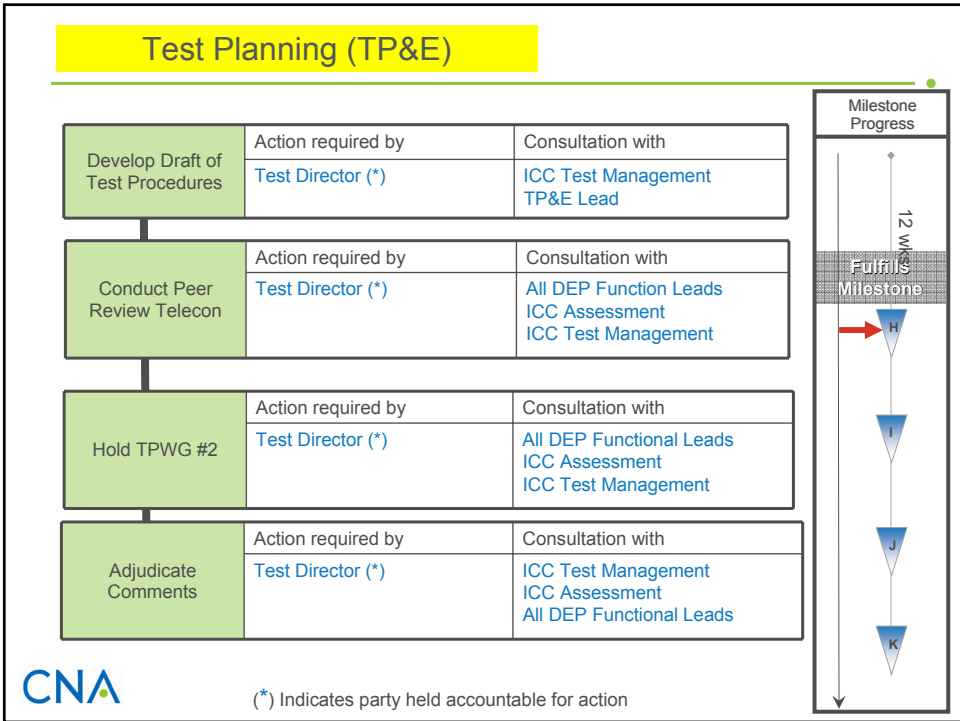 Test Planning (TP&E)
Milestone
Progress
Develop Draft of
Test Procedures
Action required by
Consultation with
Test Director (*)
ICC Test Management
TP&E Lead
Conduct Peer
Review Telecon
Action required by
Consultation with
Test Director (*)
All DEP Function Leads
ICC Assessment
ICC Test Management
Hold TPWG #2
Action required by
Consultation with
Test Director (*)
All DEP Functional Leads
ICC Assessment
ICC Test Management
Adjudicate
Comments
Action required by
Consultation with
Test Director (*)
ICC Test Management
ICC Assessment
All DEP Functional Leads
12 wks
Fulfills
Milestone
H
I
J
K
CNA
(*) Indicates party held accountable for action